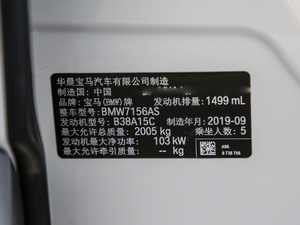 华晨宝马汽车有限公司制造
制造国：中国
品牌：宝马(BMW)牌 发动机排量：1499 mL
整车型号：BMW7156AS
发动机型号：B38A15C 制造年月：2019-09
最大允许总质量：2005 kg 乘坐人数：5
发动机最大净功率：103 kW
最大允许牵引质量：-- kg
A96
8 738 756